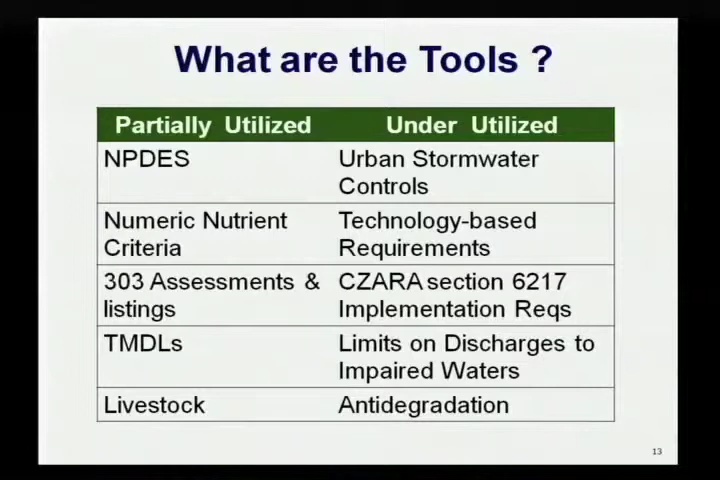 What are the Tools ?
Partially Utilized
Under Utilized
NPDES
Urban Stormwater
Controls
Numeric Nutrient
Criteria
Technology-based
Requirements
303 Assessments &
listings
CZARA section 6217
Implementation Reqs
TMDLs
Limits on Discharges to
Impaired Waters
Livestock
Antidegradation
13